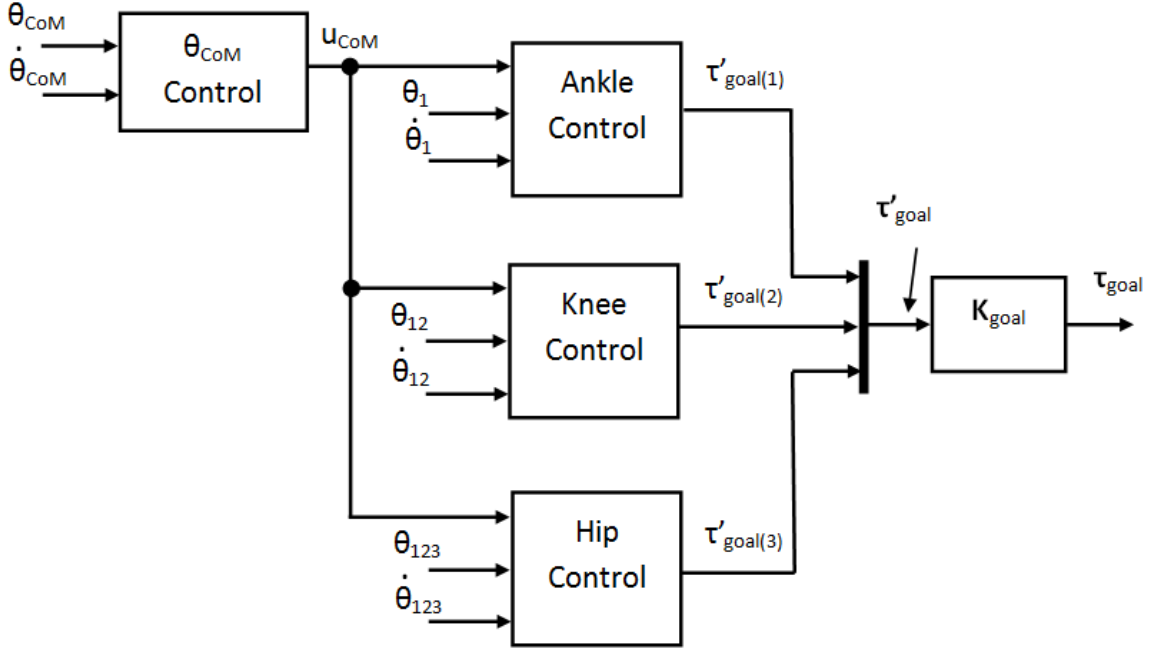 θCoM
θ̇CoM
θCoM
Control
uCoM
θ1
θ̇1
Ankle
Control
τ’goal(1)
θ12
θ̇12
Knee
Control
τ’goal(2)
θ123
θ̇123
Hip
Control
τ’goal(3)
τ’goal
Kgoal
τgoal